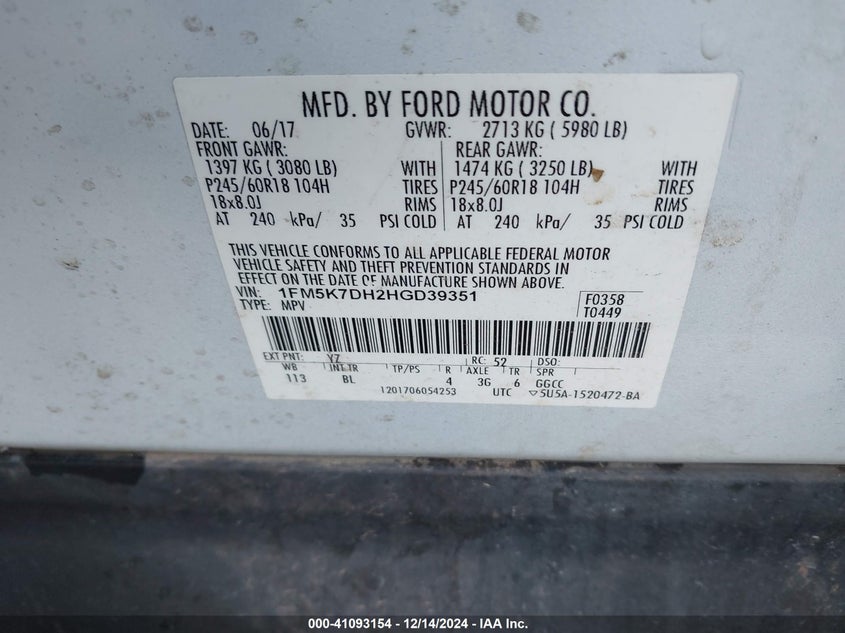 MFD. BY FORD MOTOR CO.
DATE: 06/17 GVWR: 2713 KG ( 5980 LB)
FRONT GAWR: REAR GAWR:
1397 KG ( 3080 LB) WITH 1474 KG ( 3250 LB) WITH
P245/60R18 104H TIRES P245/60R18 104H TIRES
18x8.0J RIMS 18x8.0J RIMS
AT 240 kPa/ 35 PSI COLD AT 240 kPa/ 35 PSI COLD
THIS VEHICLE CONFORMS TO ALL APPLICABLE FEDERAL MOTOR
VEHICLE SAFETY AND THEFT PREVENTION STANDARDS IN
EFFECT ON THE DATE OF MANUFACTURE SHOWN ABOVE.
VIN: 1FM5K7DH2HGD39351 F0358
TYPE: MPV T0449
EXT PNT: YZ RC: 52 DSO:
WB INT TR TP/PS R AXLE TR SPR
113 BL 4 3G 6 GGCC
1201706054253 UTC ▽5U5A-1520472-BA
000-41093154 - 12/14/2024 - IAA Inc.